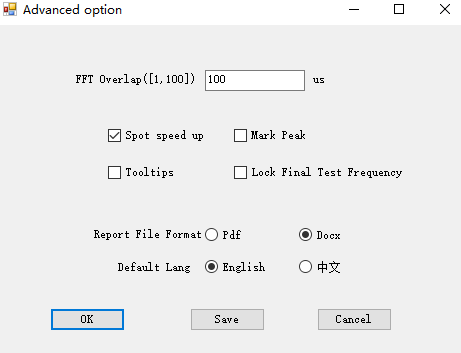 Advanced option
FFT Overlap([1,100]) 100 us
Spot speed up Mark Peak
Tooltips Lock Final Test Frequency
Report File Format Pdf Docx
Default Lang English 中文
OK Save Cancel